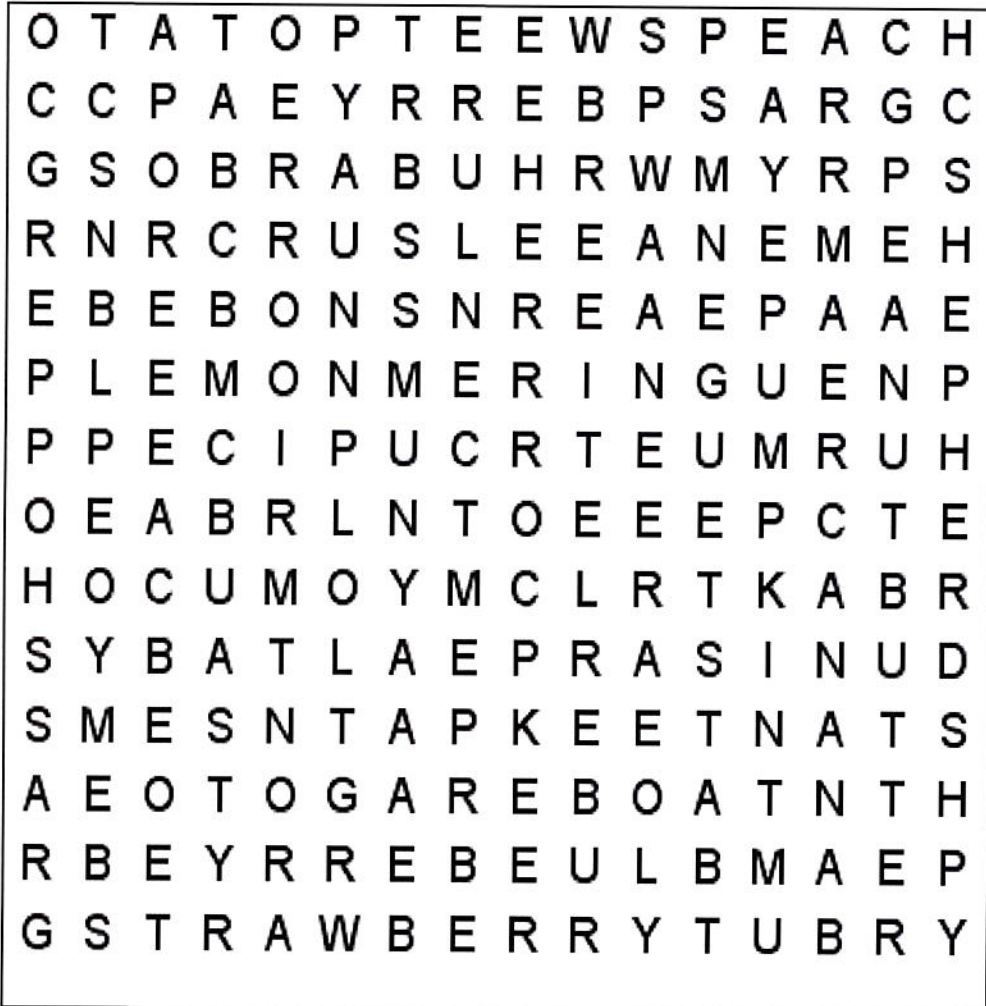 O T A T O P T E E W S P E A C H
C C P A E Y R R E B P S A R G C
G S O B R A B U H R W M Y R P S
R N R C R U S L E E A N E M E H
E B E B O N S N R E A E P A A E
P L E M O N M E R I N G U E N P
P P E C I P U C R T E U M R U H
O E A B R L N T O E E E P C T E
H O C U M O Y M C L R T K A B R
S Y B A T L A E P R A S I N U D
S M E S N T A P K E E T N A T S
A E O T O G A R E B O A T N T H
R B E Y R R E B E U L B M A E P
G S T R A W B E R R Y T U B R Y